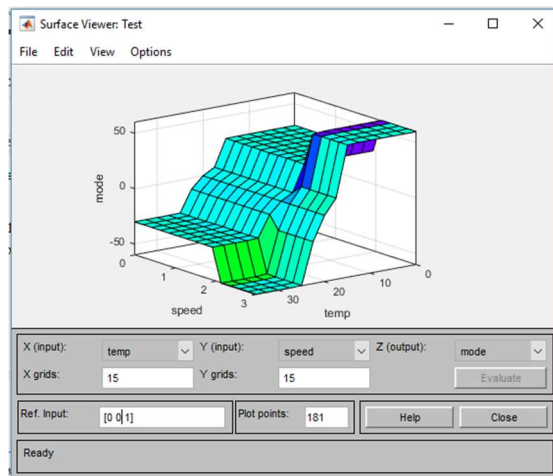 Surface Viewer: Test
File Edit View Options
50
0
-50
mode
0
1
2
3
speed
30
20
10
0
temp
X (input): temp Y (input): speed Z (output): mode
X grids: 15 Y grids: 15 Evaluate
Ref. Input: [0 0 1] Plot points: 181 Help Close
Ready